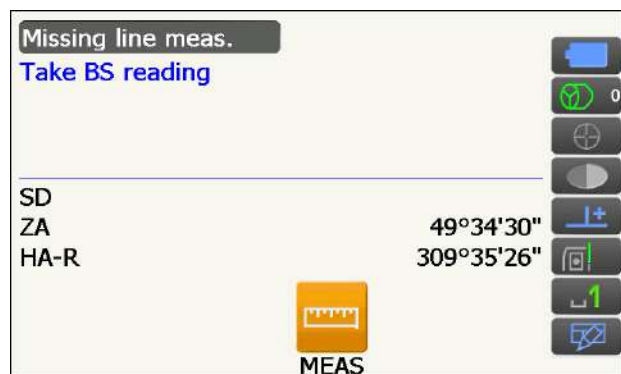 Missing line meas.
Take BS reading
0
SD
ZA 49°34'30"
HA-R 309°35'26"
1
MEAS